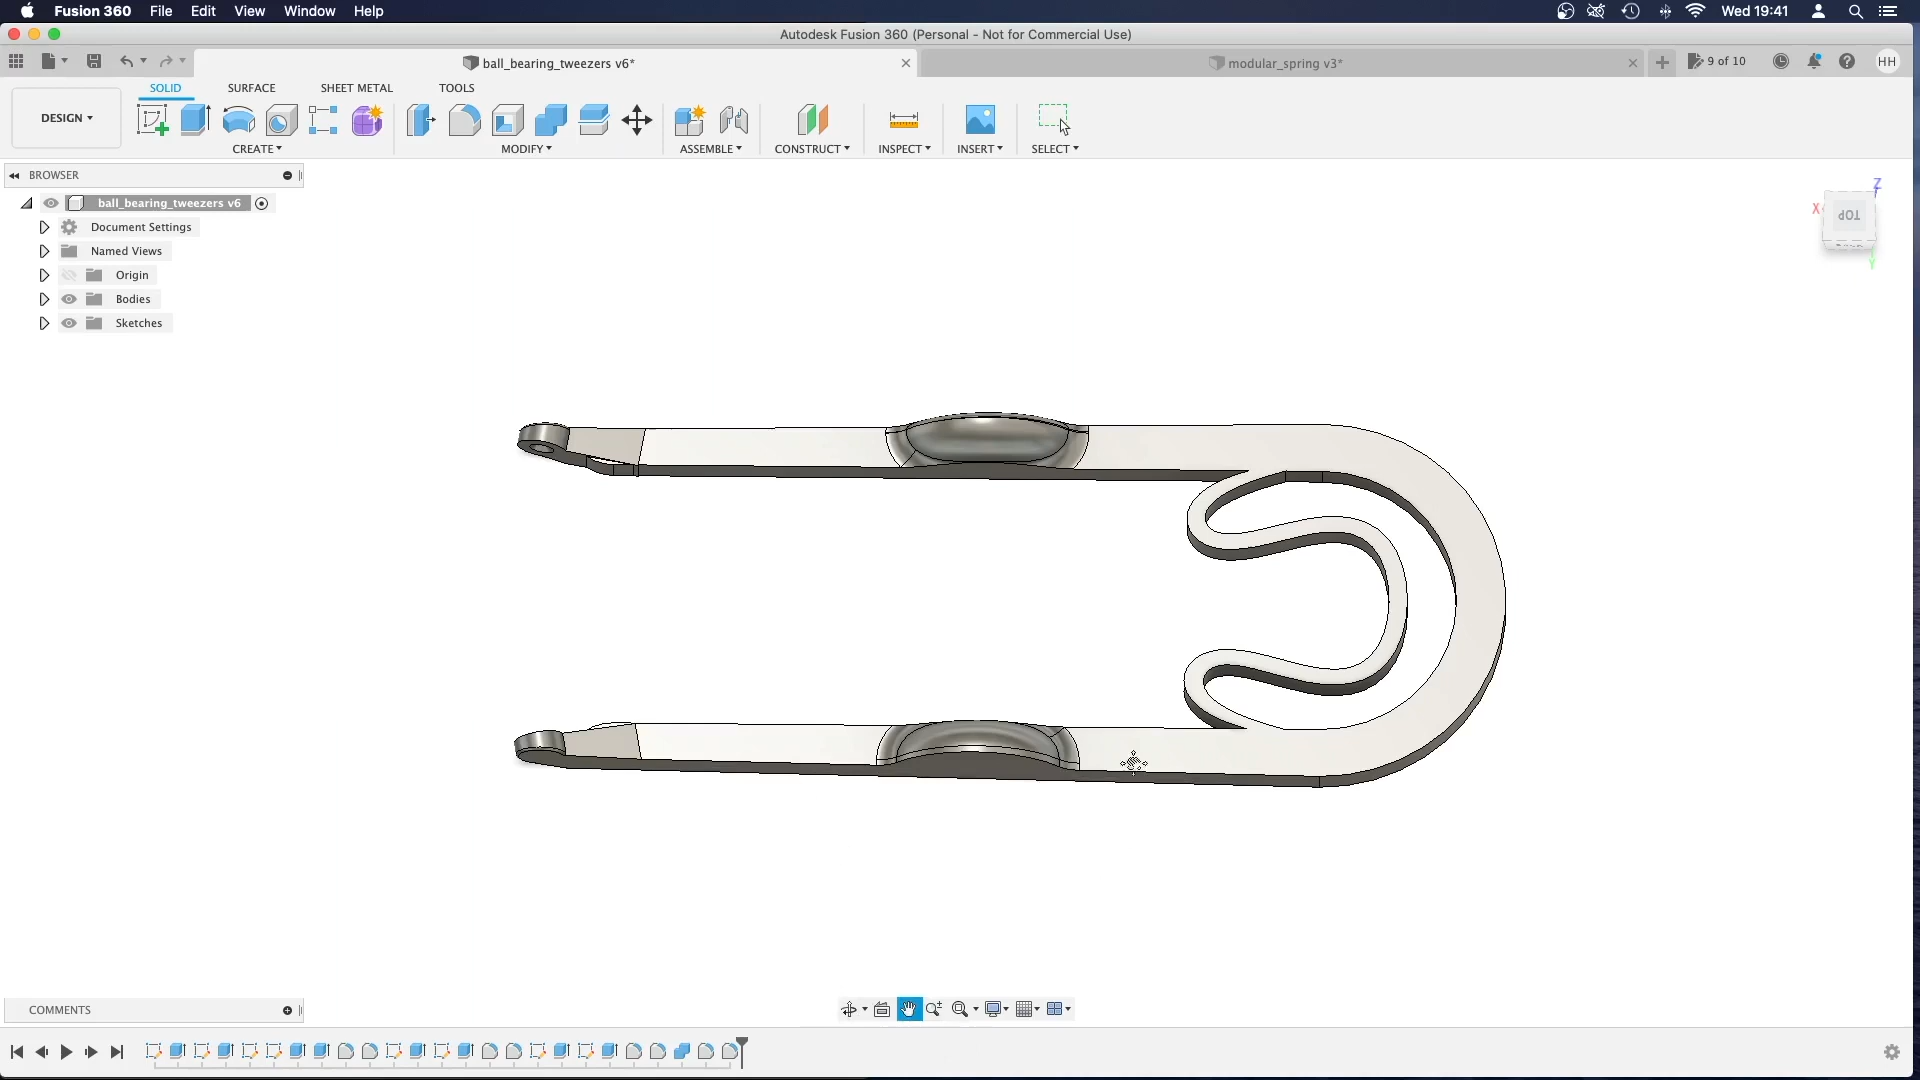 Fusion 360 File Edit View Window Help Wed 19:41
Autodesk Fusion 360 (Personal - Not for Commercial Use)
ball_bearing_tweezers v6* modular_spring v3* 9 of 10 HH
SOLID SURFACE SHEET METAL TOOLS
DESIGN
CREATE MODIFY ASSEMBLE CONSTRUCT INSPECT INSERT SELECT
BROWSER
ball_bearing_tweezers v6
Document Settings
Named Views
Origin
Bodies
Sketches
Z
X
TOP
Y
COMMENTS